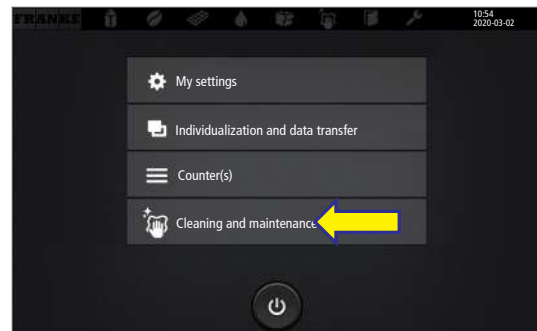 FRANKE
10:54
2020-03-02
My settings
Individualization and data transfer
Counter(s)
Cleaning and maintenance